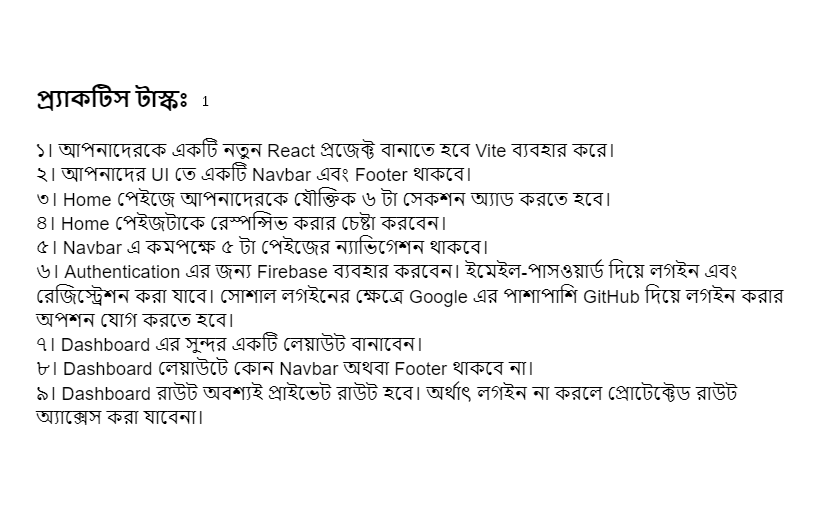 প্র্যাকটিস টাস্কঃ 1
১। আপনাদেরকে একটি নতুন React প্রজেক্ট বানাতে হবে Vite ব্যবহার করে।
২। আপনাদের UI তে একটি Navbar এবং Footer থাকবে।
৩। Home পেইজে আপনাদেরকে যৌক্তিক ৬ টা সেকশন অ্যাড করতে হবে।
৪। Home পেইজটাকে রেস্পন্সিভ করার চেষ্টা করবেন।
৫। Navbar এ কমপক্ষে ৫ টা পেইজের ন্যাভিগেশন থাকবে।
৬। Authentication এর জন্য Firebase ব্যবহার করবেন। ইমেইল-পাসওয়ার্ড দিয়ে লগইন এবং
রেজিস্ট্রেশন করা যাবে। সোশাল লগইনের ক্ষেত্রে Google এর পাশাপাশি GitHub দিয়ে লগইন করার
অপশন যোগ করতে হবে।
৭। Dashboard এর সুন্দর একটি লেয়াউট বানাবেন।
৮। Dashboard লেয়াউটে কোন Navbar অথবা Footer থাকবে না।
৯। Dashboard রাউট অবশ্যই প্রাইভেট রাউট হবে। অর্থাৎ লগইন না করলে প্রোটেক্টেড রাউট
অ্যাক্সেস করা যাবেনা।